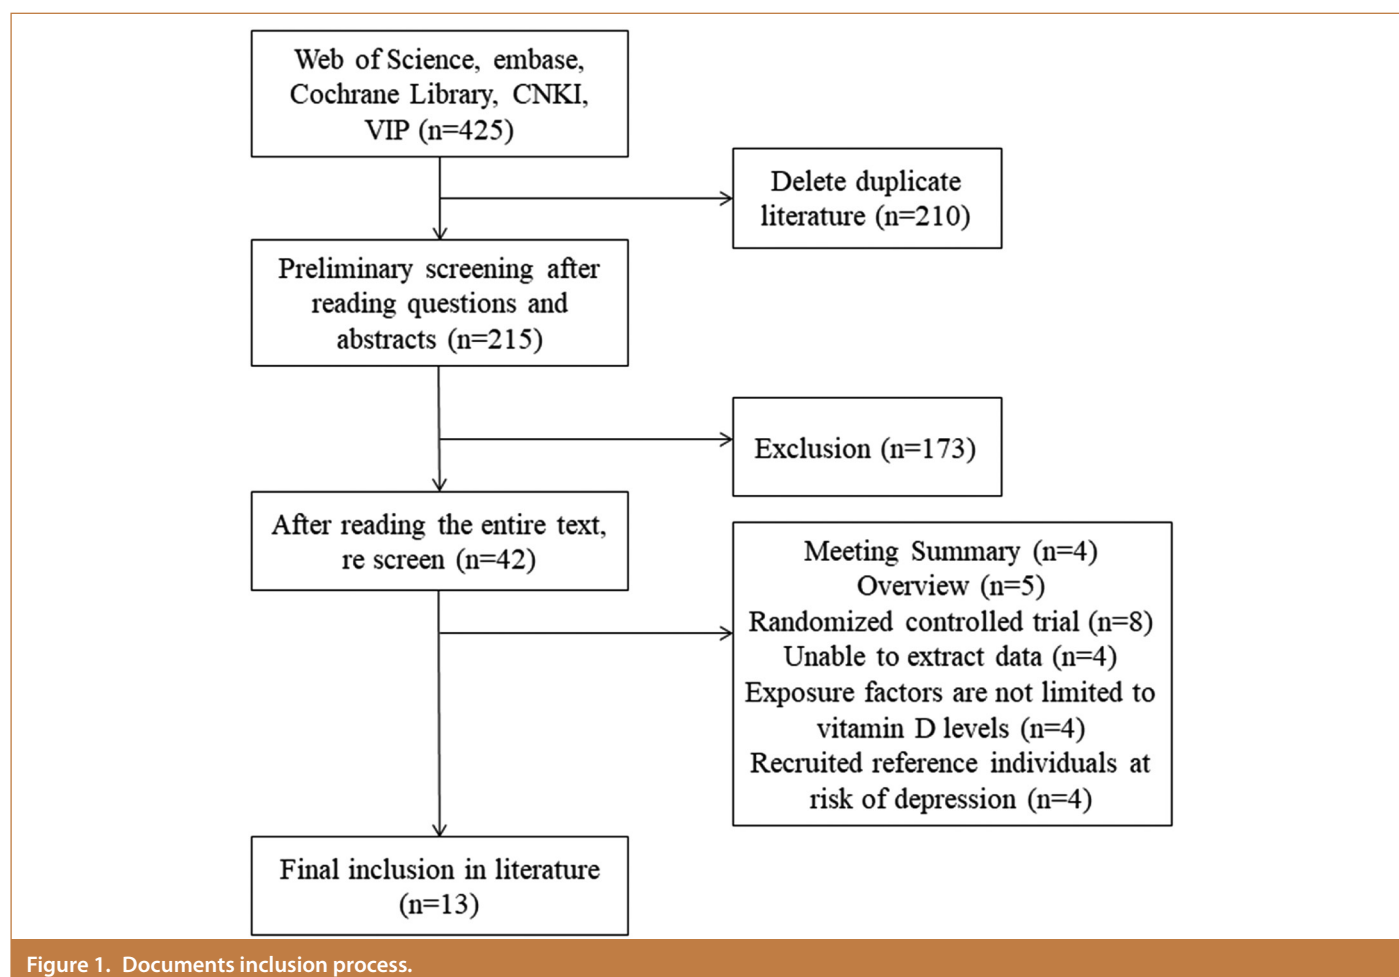 Web of Science, embase,
Cochrane Library, CNKI,
VIP (n=425)
Delete duplicate
literature (n=210)
Preliminary screening after
reading questions and
abstracts (n=215)
Exclusion (n=173)
After reading the entire text,
re screen (n=42)
Meeting Summary (n=4)
Overview (n=5)
Randomized controlled trial (n=8)
Unable to extract data (n=4)
Exposure factors are not limited to
vitamin D levels (n=4)
Recruited reference individuals at
risk of depression (n=4)
Final inclusion in literature
(n=13)
Figure 1. Documents inclusion process.